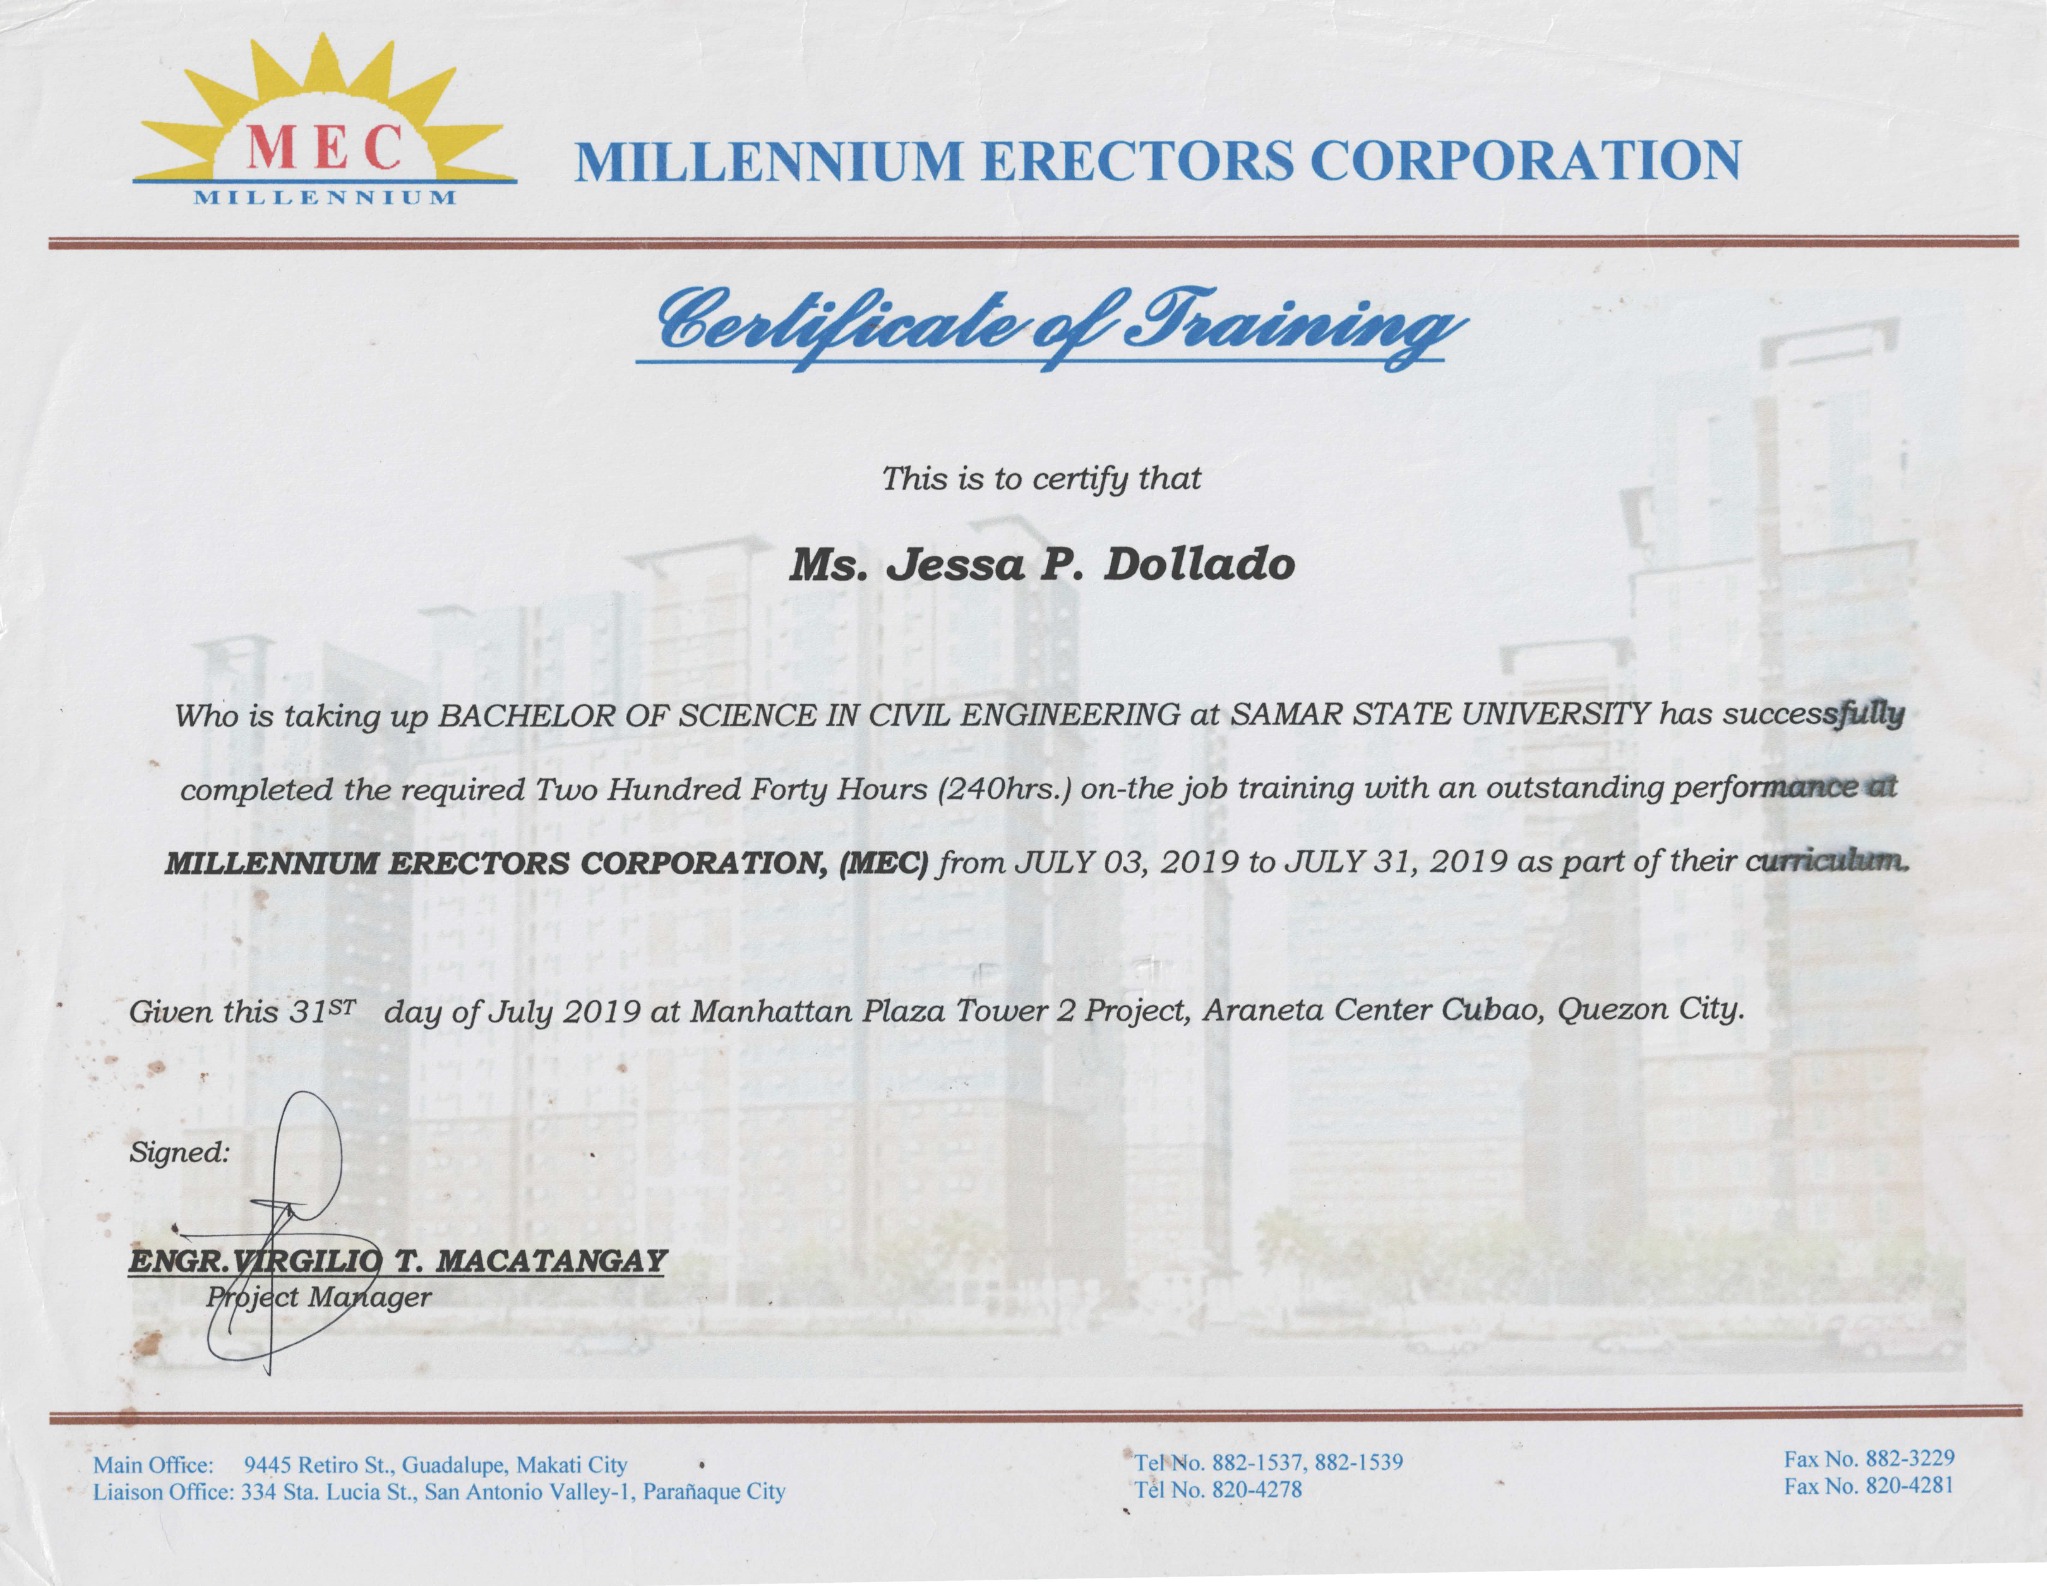 M E C
MILLENNIUM
MILLENNIUM ERECTORS CORPORATION
Certificate of Training
This is to certify that
Ms. Jessa P. Dollado
Who is taking up BACHELOR OF SCIENCE IN CIVIL ENGINEERING at SAMAR STATE UNIVERSITY has successfully
completed the required Two Hundred Forty Hours (240hrs.) on-the job training with an outstanding performance at
MILLENNIUM ERECTORS CORPORATION, (MEC) from JULY 03, 2019 to JULY 31, 2019 as part of their curriculum.
Given this 31ST day of July 2019 at Manhattan Plaza Tower 2 Project, Araneta Center Cubao, Quezon City.
Signed:
ENGR.VIRGILIO T. MACATANGAY
Project Manager
Main Office: 9445 Retiro St., Guadalupe, Makati City
Liaison Office: 334 Sta. Lucia St., San Antonio Valley-1, Parañaque City
Tel No. 882-1537, 882-1539
Tel No. 820-4278
Fax No. 882-3229
Fax No. 820-4281